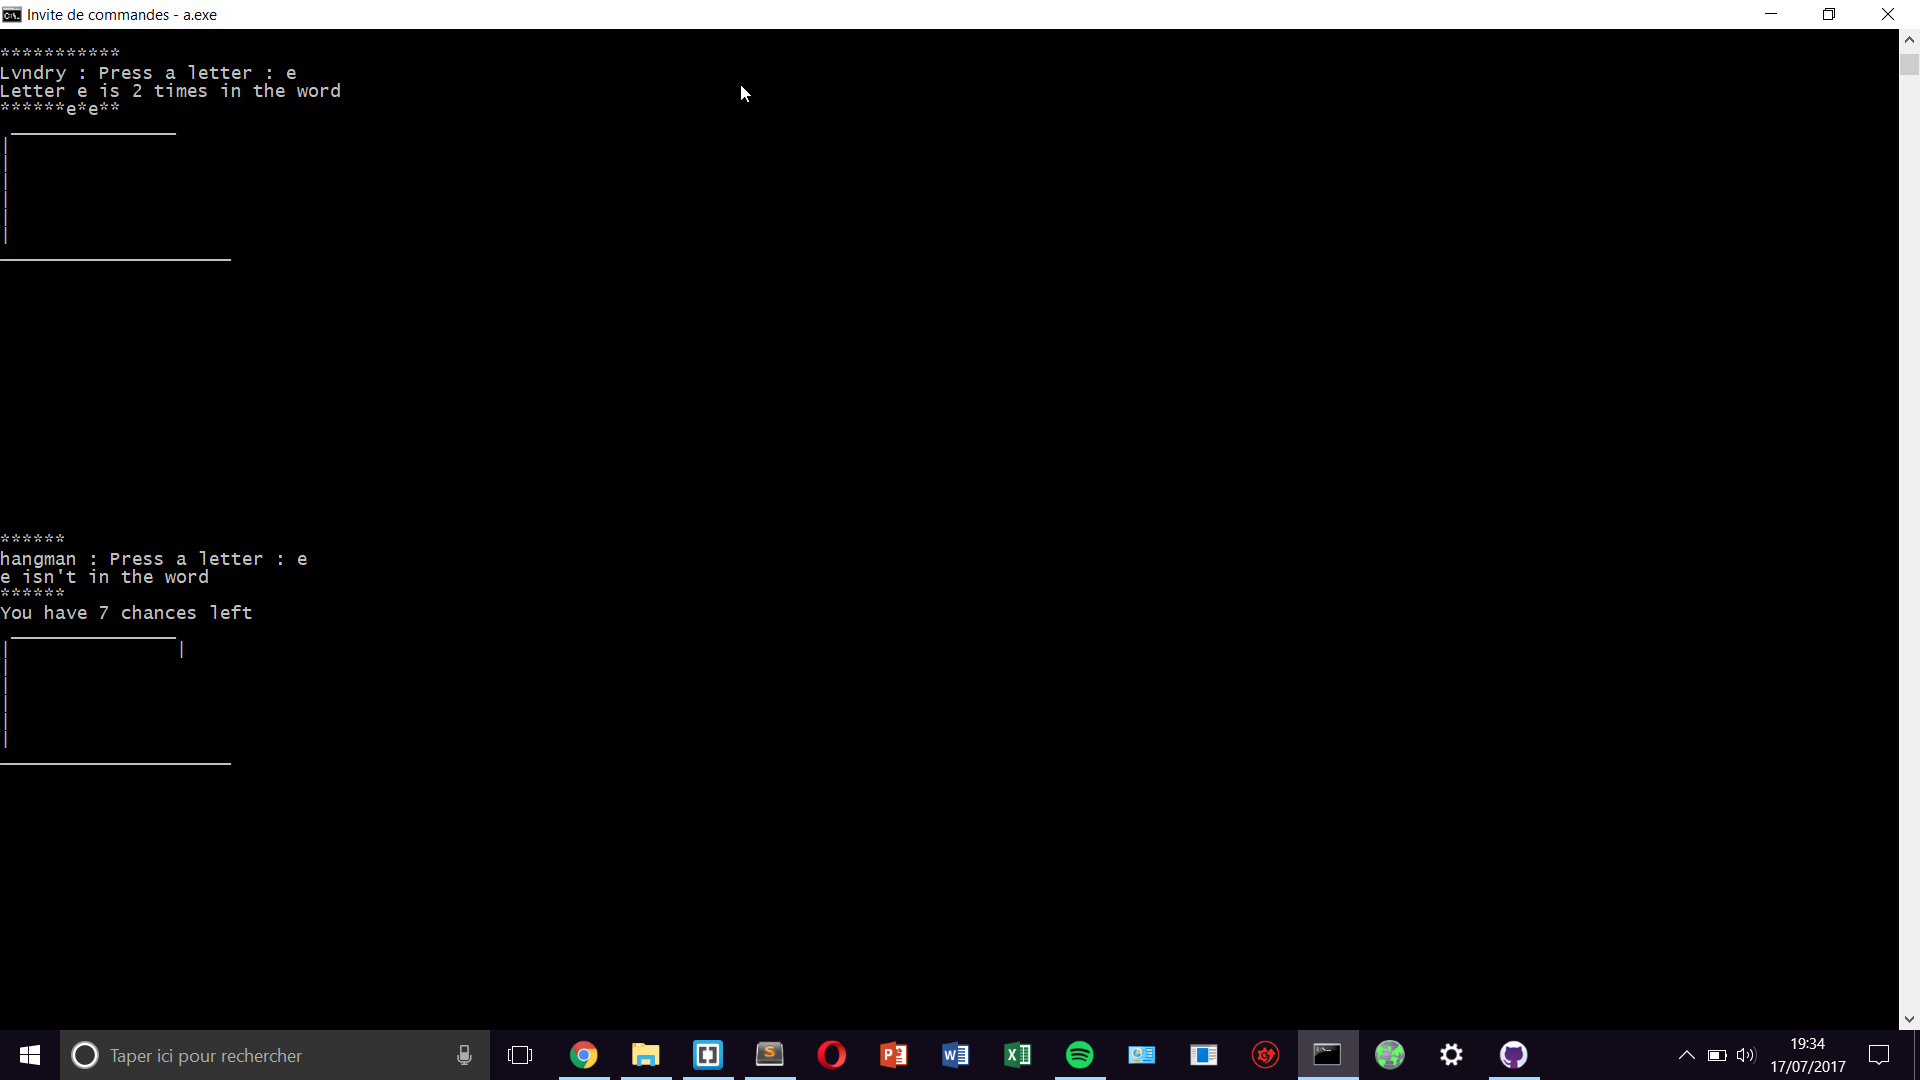 Invite de commandes - a.exe
***********
Lvndry : Press a letter : e
Letter e is 2 times in the word
******e*e**
******
hangman : Press a letter : e
e isn't in the word
******
You have 7 chances left
Taper ici pour rechercher
19:34
17/07/2017